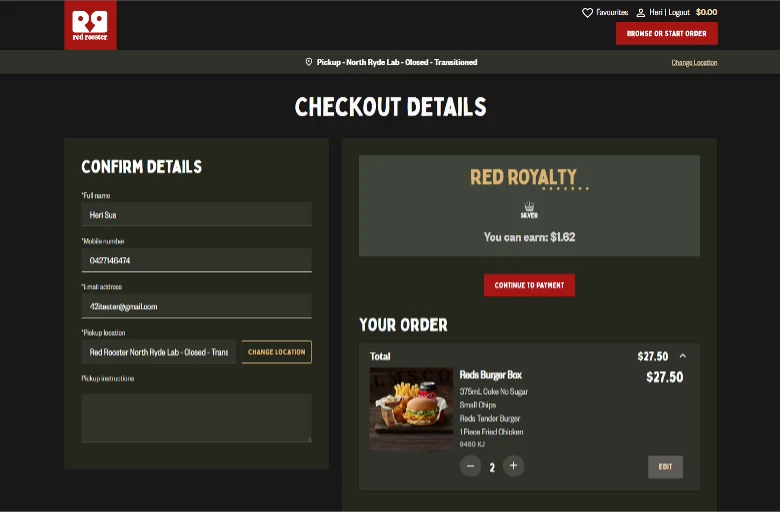 red rooster
Favourites
Heri | Logout $0.00
BROWSE OR START ORDER
Pickup - North Ryde Lab - Closed - Transitioned
Change Location
CHECKOUT DETAILS
CONFIRM DETAILS
*Full name
Heri Sus
*Mobile number
0427146474
*Email address
42itester@gmail.com
*Pickup location
Red Rooster North Ryde Lab - Closed - Trans
CHANGE LOCATION
Pickup instructions
RED ROYALTY
SILVER
You can earn: $1.62
CONTINUE TO PAYMENT
YOUR ORDER
Total $27.50
Reds Burger Box $27.50
375mL Coke No Sugar
Small Chips
Reds Tender Burger
1 Piece Fried Chicken
9460 KJ
2
EDIT